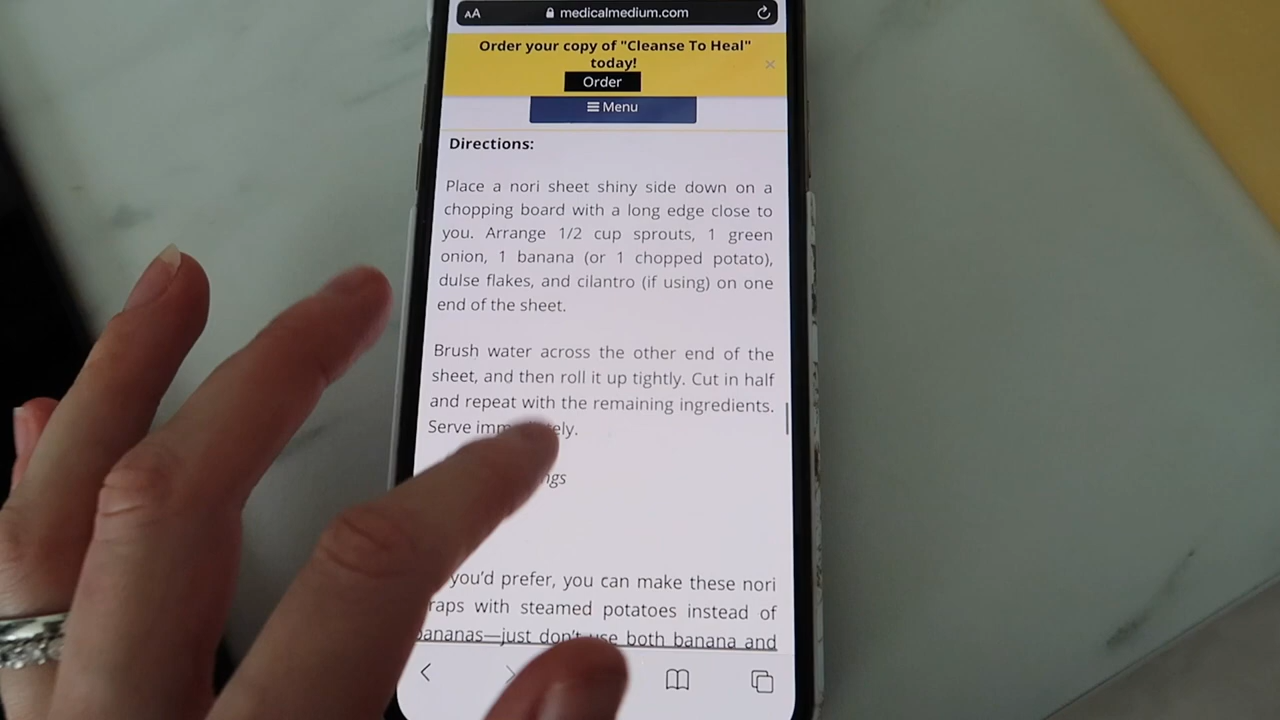 AA medicalmedium.com
Order your copy of "Cleanse To Heal"
today!
Order
Menu
Directions:
Place a nori sheet shiny side down on a
chopping board with a long edge close to
you. Arrange 1/2 cup sprouts, 1 green
onion, 1 banana (or 1 chopped potato),
dulse flakes, and cilantro (if using) on one
end of the sheet.
Brush water across the other end of the
sheet, and then roll it up tightly. Cut in half
and repeat with the remaining ingredients.
Serve
you'd prefer, you can make these nori
with steamed potatoes instead of
bananas—just don't use both banana and